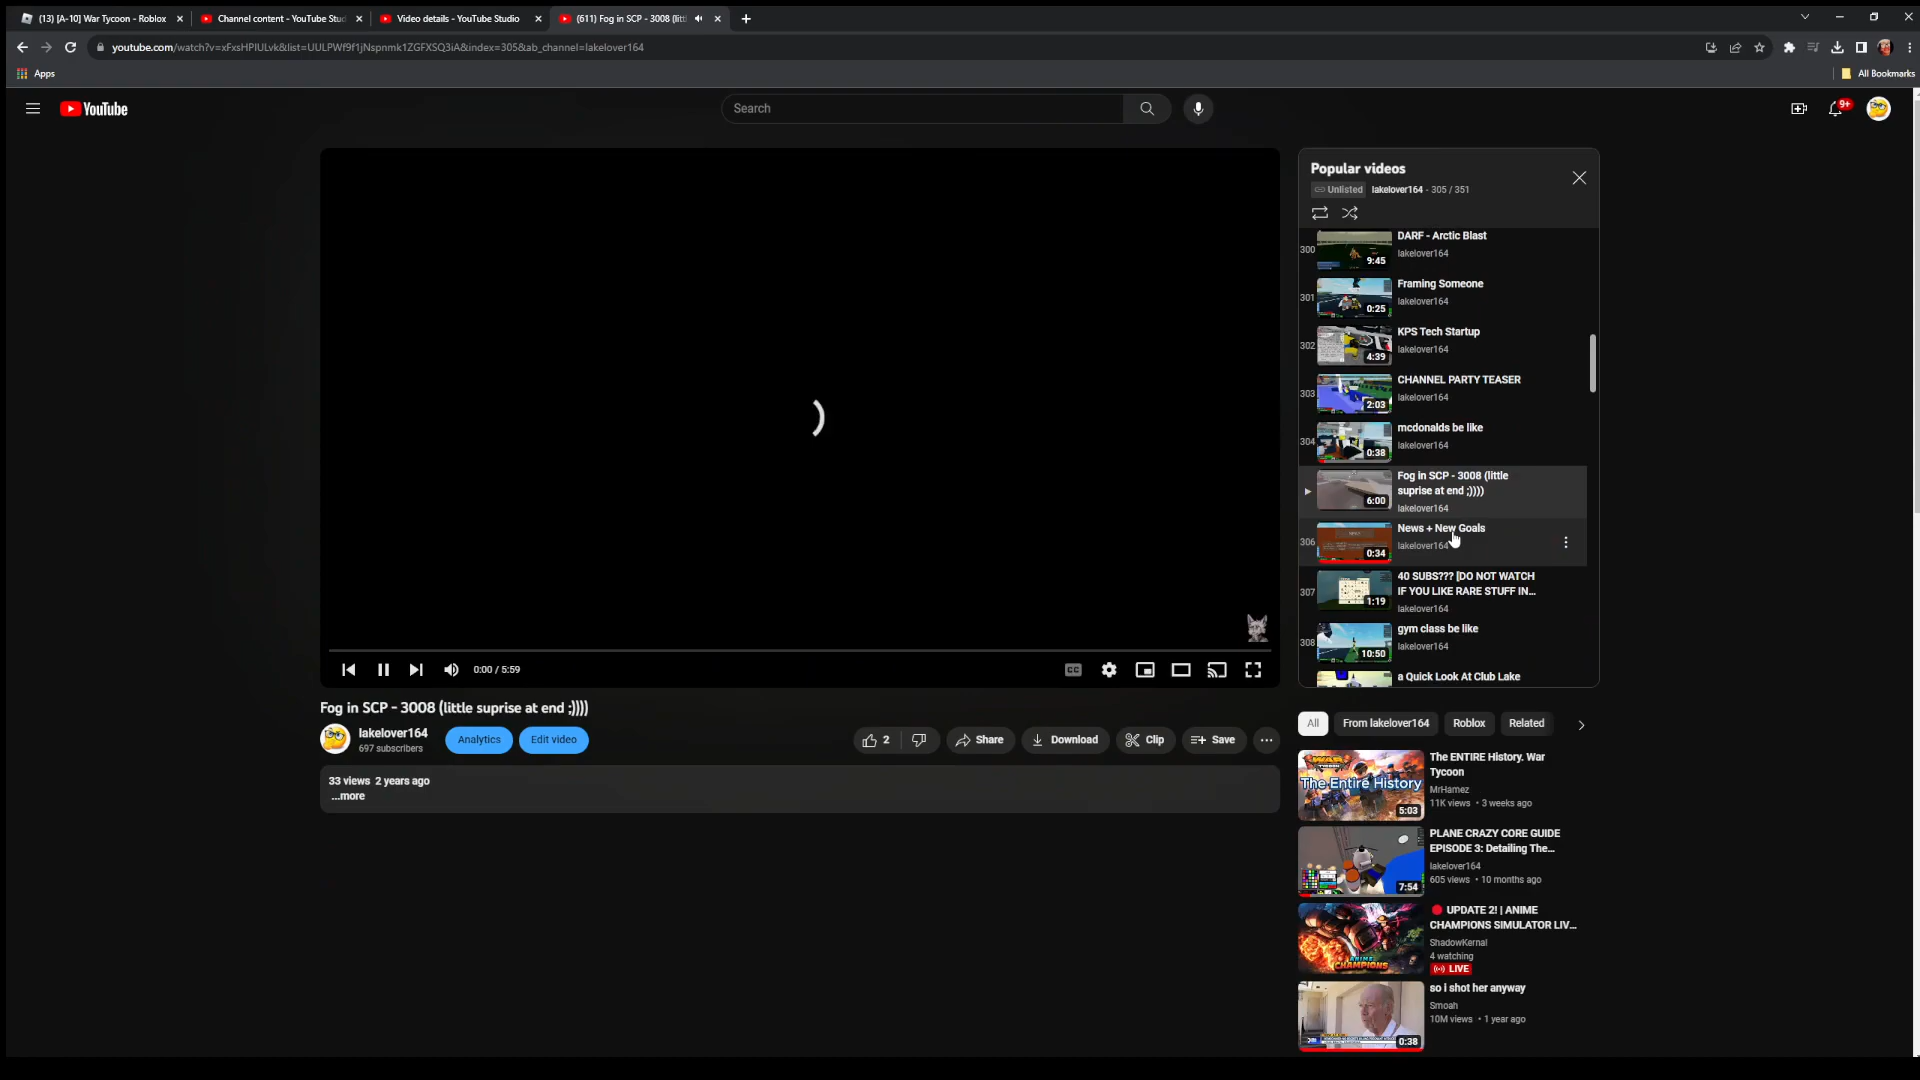 (13) [A-10] War Tycoon - Roblox
Channel content - YouTube Stud
Video details - YouTube Studio
(611) Fog in SCP - 3008 (littl
youtube.com/watch?v=xFxsHPIULvk&list=UULPWf9f1jNspnmk1ZGFXSQ3iA&index=305&ab_channel=lakelover164
Apps
All Bookmarks
YouTube
Search
9+
Popular videos
Unlisted lakelover164 - 305 / 351
300
DARF - Arctic Blast
lakelover164
9:45
301
Framing Someone
lakelover164
0:25
302
KPS Tech Startup
lakelover164
4:39
303
CHANNEL PARTY TEASER
lakelover164
2:03
304
mcdonalds be like
lakelover164
0:38
Fog in SCP - 3008 (little
suprise at end ;))))
lakelover164
6:00
306
News + New Goals
lakelover164
0:34
307
40 SUBS??? [DO NOT WATCH
IF YOU LIKE RARE STUFF IN...
lakelover164
1:19
308
gym class be like
lakelover164
10:50
a Quick Look At Club Lake
0:00 / 5:59
CC
Fog in SCP - 3008 (little suprise at end ;))))
lakelover164
697 subscribers
Analytics
Edit video
2
Share
Download
Clip
Save
33 views 2 years ago
...more
All
From lakelover164
Roblox
Related
The Entire History
5:03
The ENTIRE History. War
Tycoon
MrHamez
11K views • 3 weeks ago
7:54
PLANE CRAZY CORE GUIDE
EPISODE 3: Detailing The...
lakelover164
605 views • 10 months ago
ANIME
CHAMPIONS
UPDATE 2! | ANIME
CHAMPIONS SIMULATOR LIV...
ShadowKernal
4 watching
LIVE
0:38
so i shot her anyway
Smoah
10M views • 1 year ago